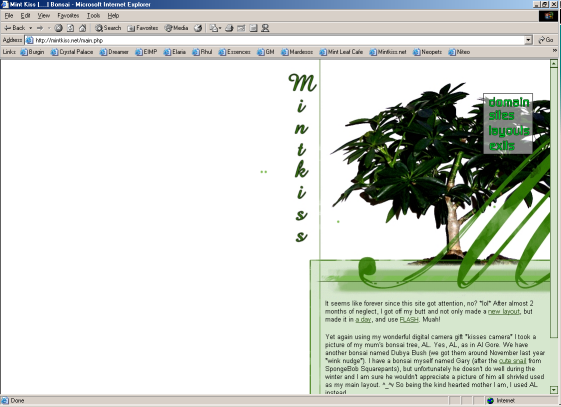 Mint Kiss [....] Bonsai - Microsoft Internet Explorer
File Edit View Favorites Tools Help
Back Search Favorites Media
Address http://mintkiss.net/main.php Go
Links Burgin Crystal Palace Dreamer EIMP Elaria Rhul Essences GM Mardesss Mint Leaf Cafe Mintkiss.net Neopets Niteo »
Mintkiss
domain
sites
layouts
exits
It seems like forever since this site got attention, no? *lol* After almost 2
months of neglect, I got off my butt and not only made a new layout, but
made it in a day, and use FLASH. Muah!
Yet again using my wonderful digital camera gift *kisses camera* I took a
picture of my mum's bonsai tree, AL. Yes, AL, as in Al Gore. We have
another bonsai named Dubya Bush (we got them around November last year
*wink nudge*). I have a bonsai myself named Gary (after the cute snail from
SpongeBob Squarepants), but unfortunately he doesn't do well during the
winter and I am sure he wouldn't appreciate a picture of him all shrivled used
as my main layout. ^_^v So being the kind hearted mother I am, I used AL
instead.
Done Internet